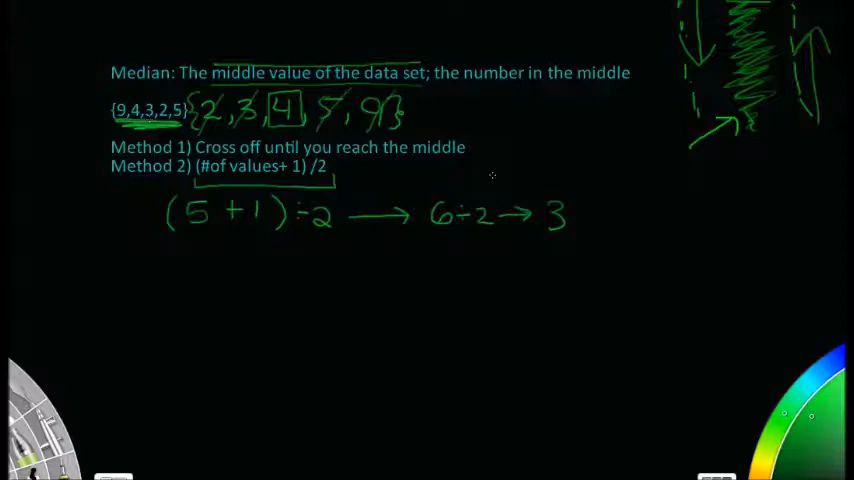 Median: The middle value of the data set; the number in the middle
{9,4,3,2,5} {2,3,4,5,9}
Method 1) Cross off until you reach the middle
Method 2) (#of values+ 1) /2
(5+1)÷2 → 6÷2→3